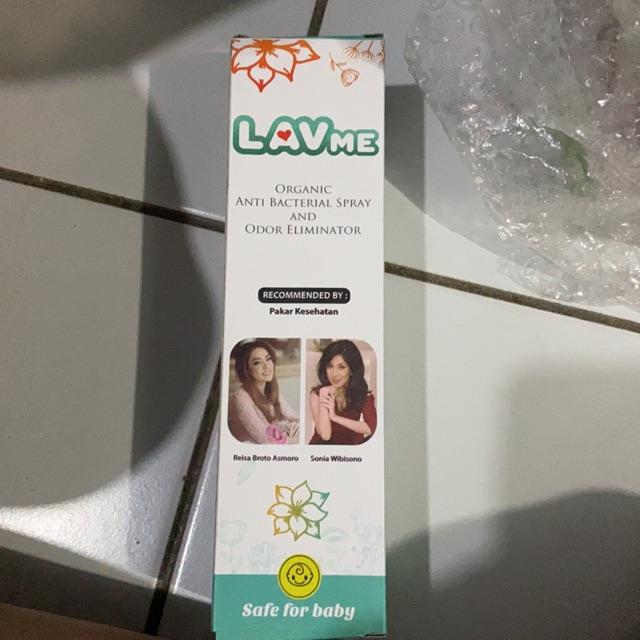 LAVME
ORGANIC
ANTI BACTERIAL SPRAY
AND
ODOR ELIMINATOR
RECOMMENDED BY :
Pakar Kesehatan
Reisa Broto Asmoro
Sonia Wibisono
Safe for baby